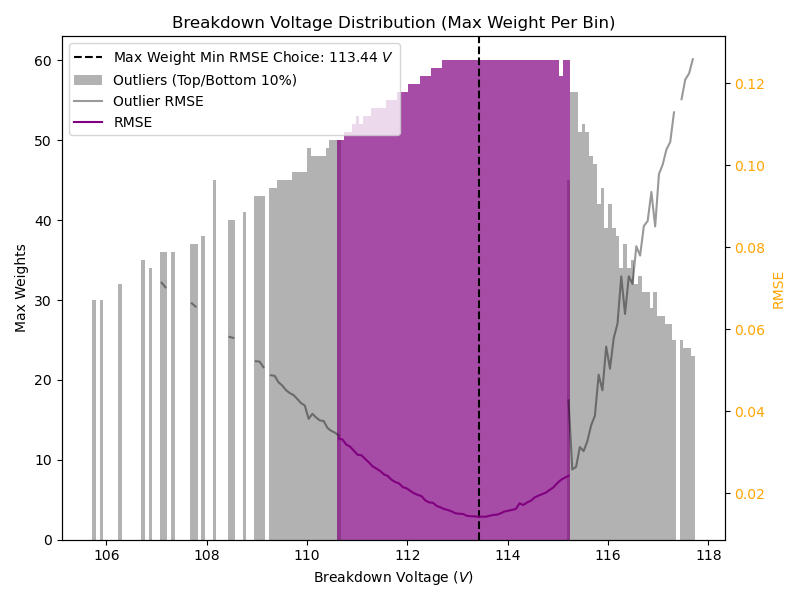 Breakdown Voltage Distribution (Max Weight Per Bin)
Max Weight Min RMSE Choice: 113.44 V
Outliers (Top/Bottom 10%)
Outlier RMSE
RMSE
Max Weights
60
50
40
30
20
10
0
0.12
0.10
0.08
0.06
0.04
0.02
RMSE
106 108 110 112 114 116 118
Breakdown Voltage (V)